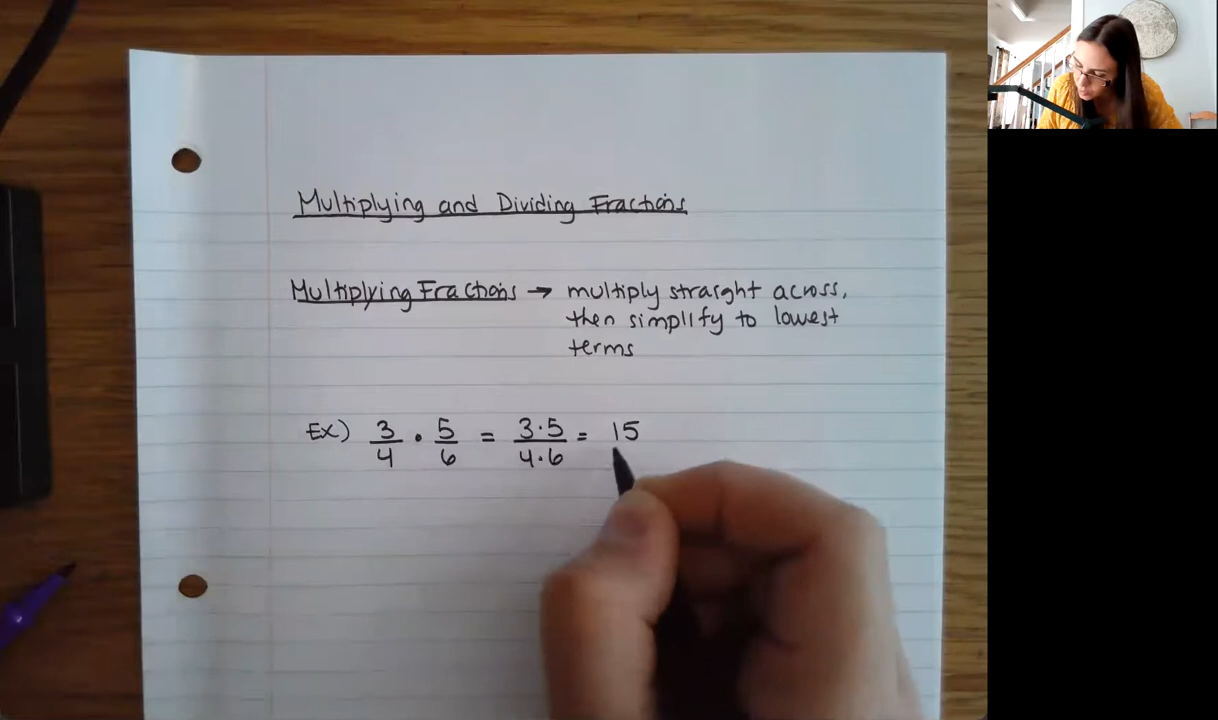 Multiplying and Dividing Fractions
Multiplying Fractions → multiply straight across,
then simplify to lowest
terms
Ex) 3/4 · 5/6 = 3·5/4·6 = 15